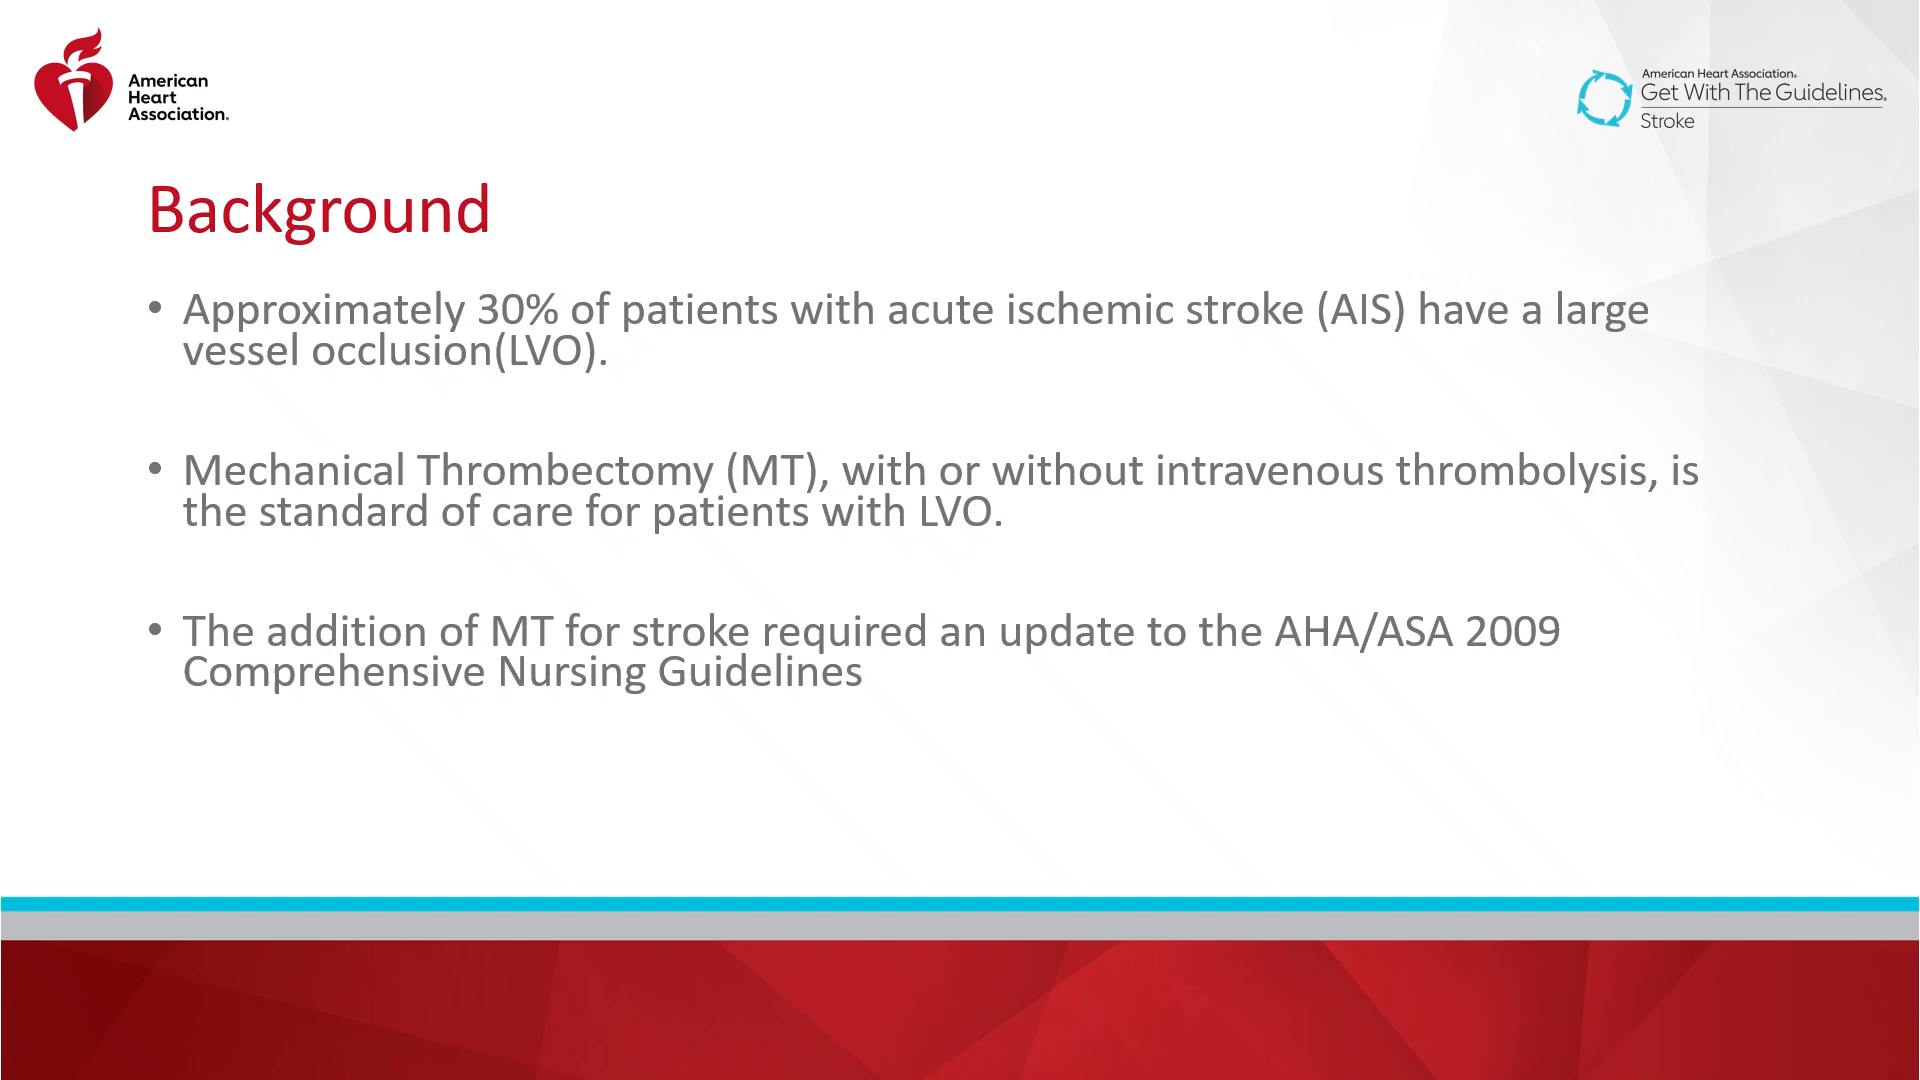 American
Heart
Association.
American Heart Association.
Get With The Guidelines®
Stroke
Background
• Approximately 30% of patients with acute ischemic stroke (AIS) have a large
vessel occlusion(LVO).
• Mechanical Thrombectomy (MT), with or without intravenous thrombolysis, is
the standard of care for patients with LVO.
• The addition of MT for stroke required an update to the AHA/ASA 2009
Comprehensive Nursing Guidelines